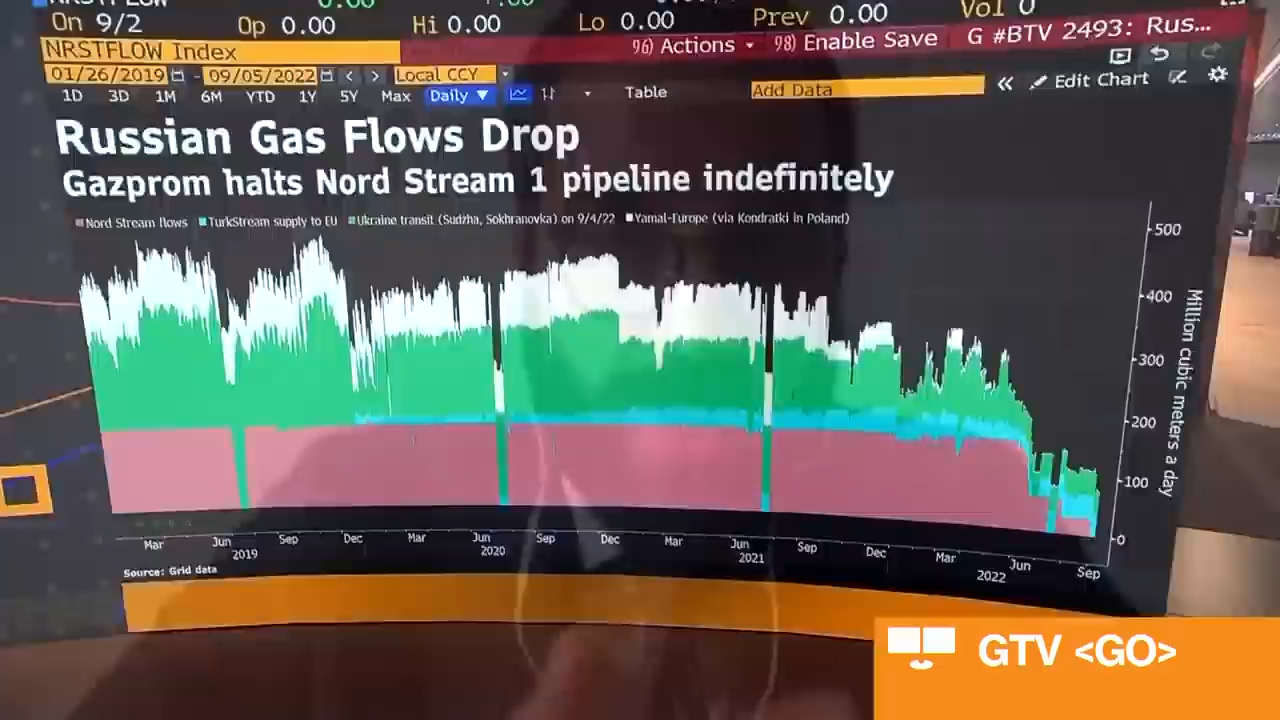 On 9/2 Op 0.00 Hi 0.00 Lo 0.00 Prev 0.00 Vol 0
NRSTFLOW Index 96) Actions 98) Enable Save G #BTV 2493: Rus...
01/26/2019 - 09/05/2022 Local CCY
1D 3D 1M 6M YTD 1Y 5Y Max Daily ▼ Table Add Data « Edit Chart
Russian Gas Flows Drop
Gazprom halts Nord Stream 1 pipeline indefinitely
Nord Stream flows TurkStream supply to EU Ukraine transit (Sudzha, Sokhranovka) on 9/4/22 Yamal-Europe (via Kondratki in Poland)
500
400
300
200
100
0
Million cubic meters a day
Mar Jun Sep Dec Mar Jun Sep Dec Mar Jun Sep Dec Mar Jun Sep
2019 2020 2021 2022
Source: Grid data
GTV <GO>